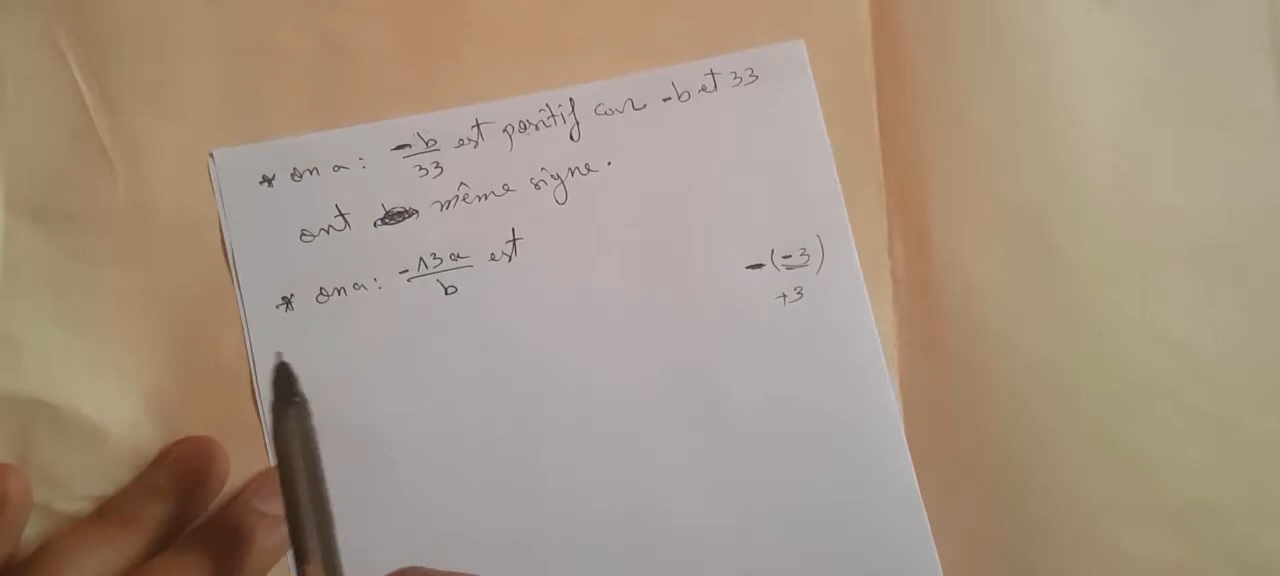 * on a : -b/33 est positif car -b et 33
ont même signe.
* on a : -13a/b est
-(-3)
+3